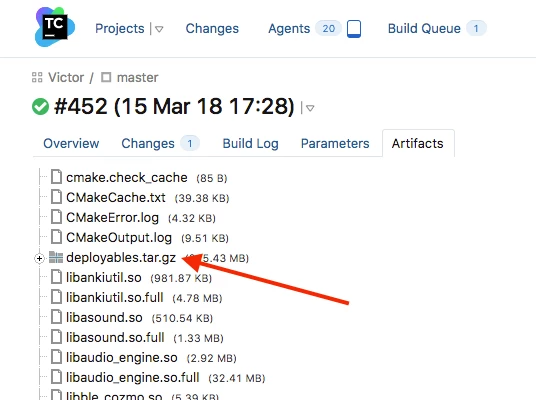 TC
Projects Changes Agents 20 Build Queue 1
Victor / master
#452 (15 Mar 18 17:28)
Overview Changes 1 Build Log Parameters Artifacts
cmake.check_cache (85 B)
CMakeCache.txt (39.38 KB)
CMakeError.log (4.32 KB)
CMakeOutput.log (9.51 KB)
deployables.tar.gz 5.43 MB)
libankiutil.so (981.87 KB)
libankiutil.so.full (4.78 MB)
libasound.so (510.54 KB)
libasound.so.full (1.33 MB)
libaudio_engine.so (2.92 MB)
libaudio_engine.so.full (32.41 MB)
libble_cozmo.so (5.39 KB)